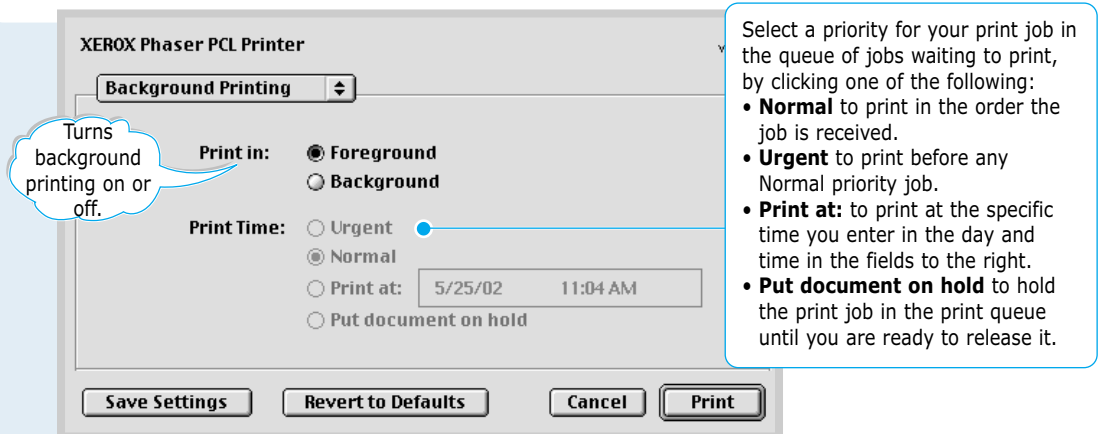 XEROX Phaser PCL Printer
Background Printing
Turns
background
printing on or
off.
Print in:
Foreground
Background
Print Time:
Urgent
Normal
Print at: 5/25/02 11:04 AM
Put document on hold
Save Settings Revert to Defaults Cancel Print
Select a priority for your print job in
the queue of jobs waiting to print,
by clicking one of the following:
• Normal to print in the order the
job is received.
• Urgent to print before any
Normal priority job.
• Print at: to print at the specific
time you enter in the day and
time in the fields to the right.
• Put document on hold to hold
the print job in the print queue
until you are ready to release it.